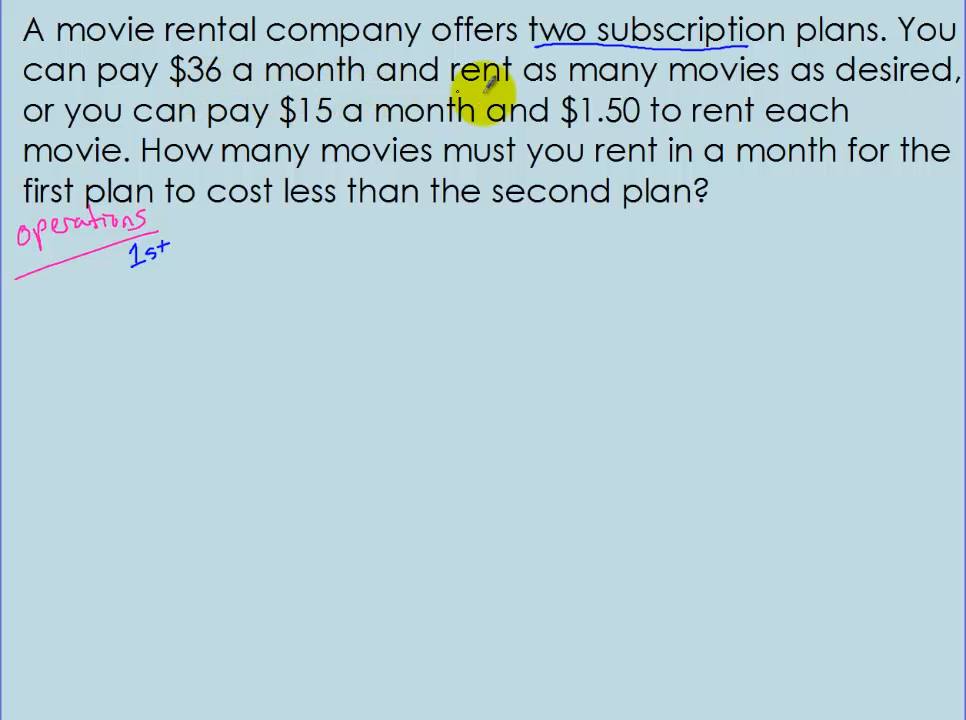 A movie rental company offers two subscription plans. You
can pay $36 a month and rent as many movies as desired,
or you can pay $15 a month and $1.50 to rent each
movie. How many movies must you rent in a month for the
first plan to cost less than the second plan?
operations
1st